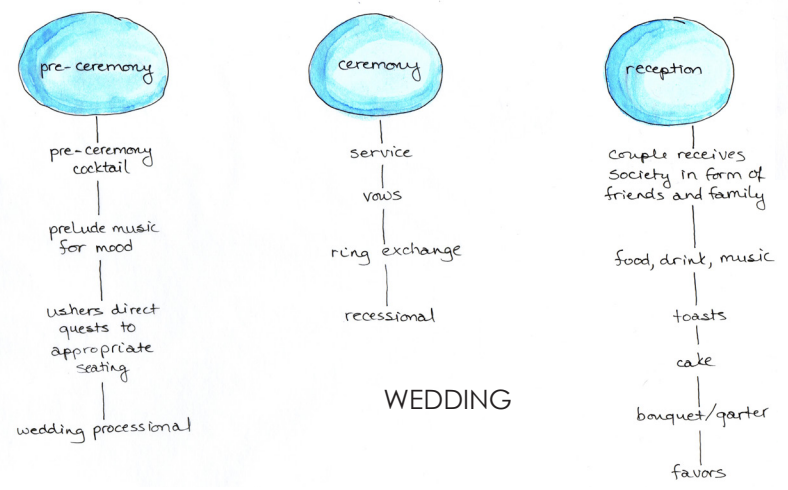 pre-ceremony
pre-ceremony
cocktail
prelude music
for mood
ushers direct
guests to
appropriate
seating
wedding processional
ceremony
service
vows
ring exchange
recessional
WEDDING
reception
couple receives
society in form of
friends and family
food, drink, music
toasts
cake
bouquet/garter
favors